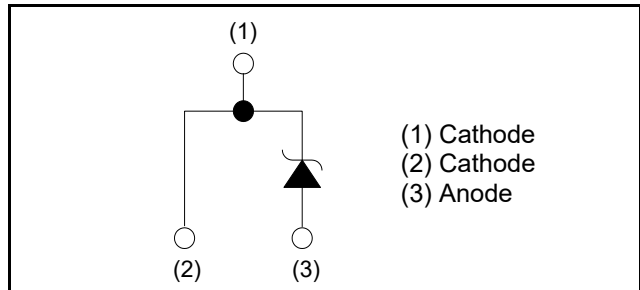 (1)
(1) Cathode
(2) Cathode
(3) Anode
(2)
(3)